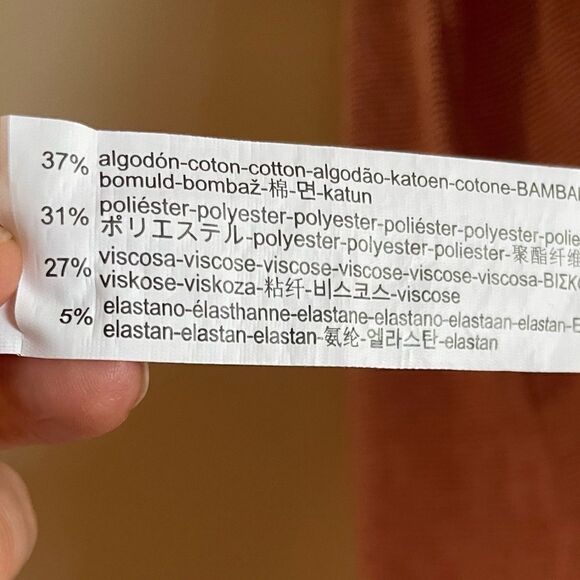 37% algodón-coton-cotton-algodão-katoen-cotone-
bomuld-bombaž-棉-면-katun
31% poliéster-polyester-polyester-poliéster-polyester-
ポリエステル-polyester-polyester-poliester-聚酯纤维
27% viscosa-viscose-viscose-viscose-viscose-viscosa-
viskose-viskoza-粘纤-비스코스-viscose
5% elastano-élasthanne-elastane-elastano-elastaan-elastan-
elastan-elastan-elastan-氨纶-엘라스탄-elastan